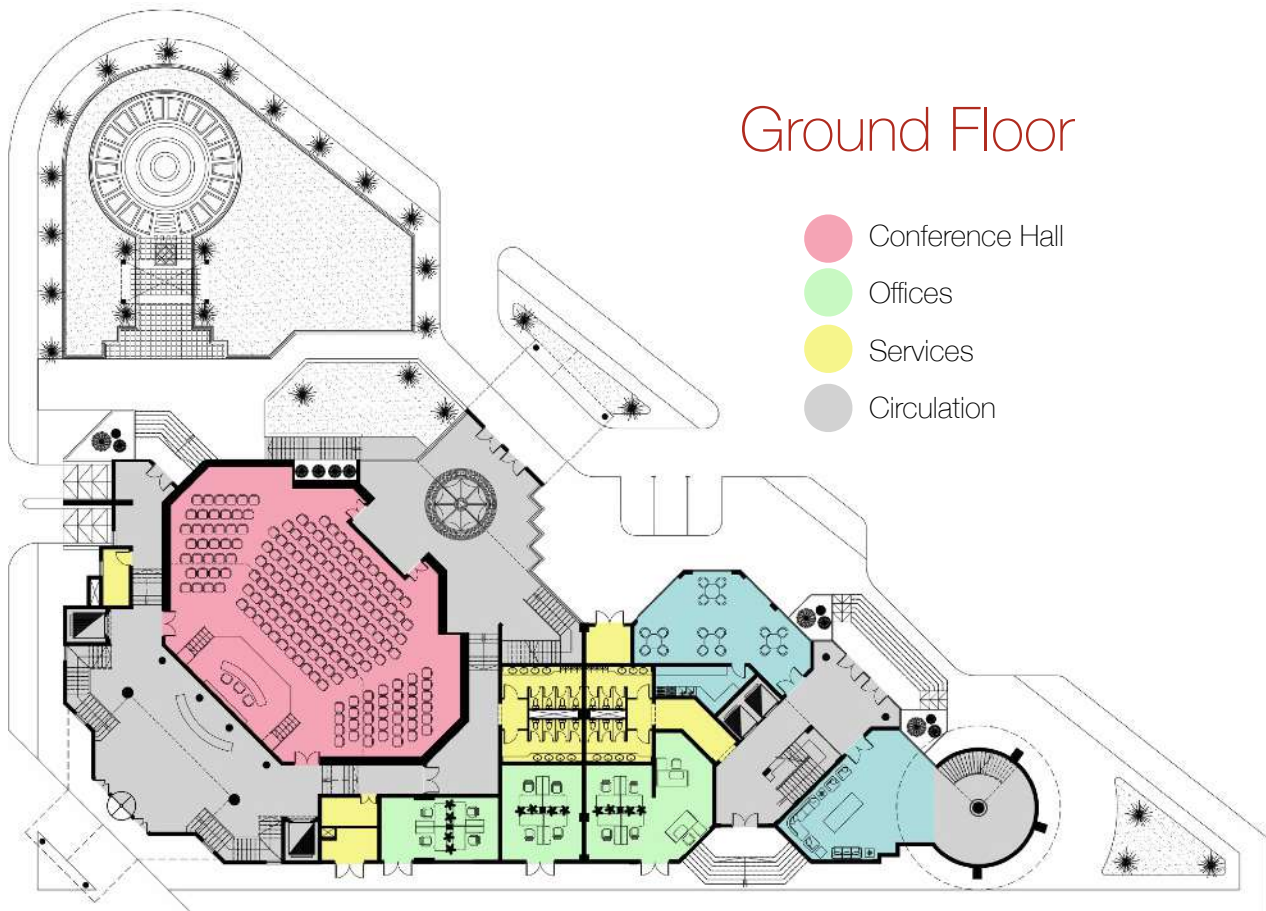 Ground Floor
Conference Hall
Offices
Services
Circulation